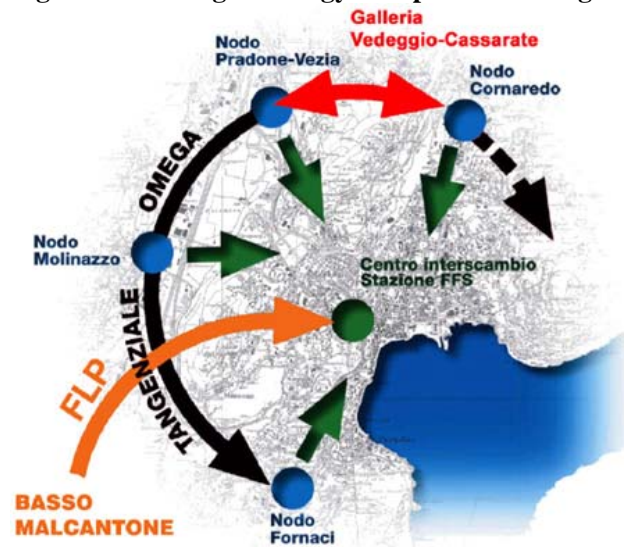 Galleria
Vedeggio-Cassarate
Nodo
Pradone-Vezia
Nodo
Cornaredo
OMEGA
Nodo
Molinazzo
Centro interscambio
Stazione FFS
TANGENZIALE
FLP
BASSO
MALCANTONE
Nodo
Fornaci